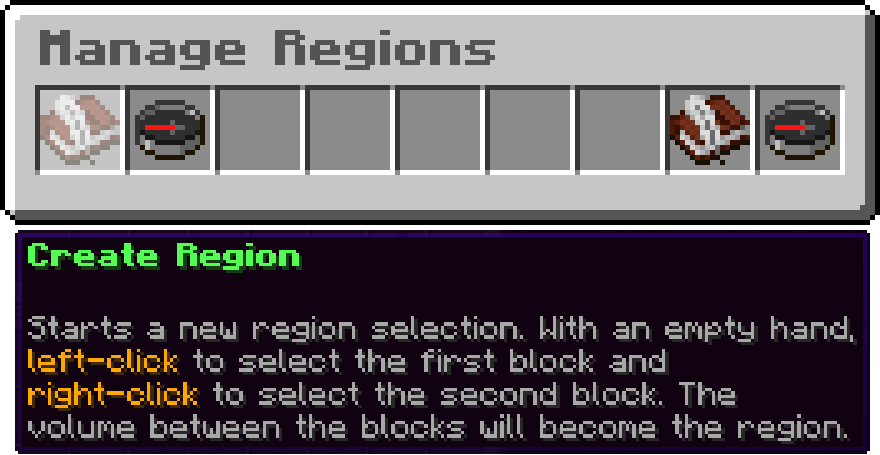 Manage Regions
Create Region
Starts a new region selection. With an empty hand,
left-click to select the first block and
right-click to select the second block. The
volume between the blocks will become the region.